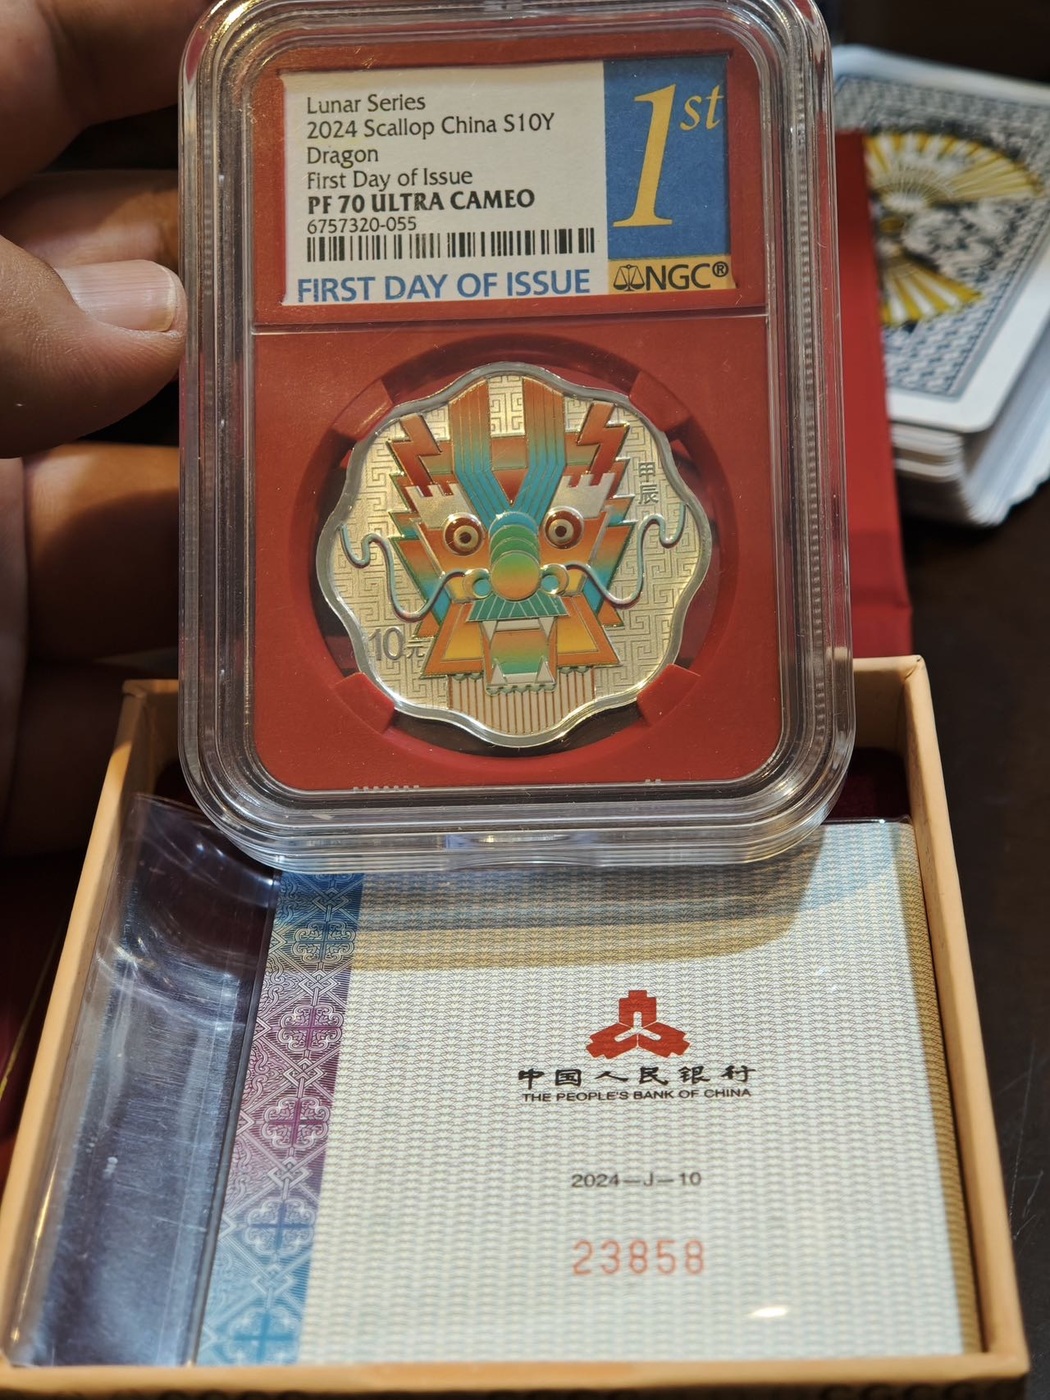 Lunar Series
2024 Scallop China S10Y
Dragon
First Day of Issue
PF 70 ULTRA CAMEO
6757320-055
FIRST DAY OF ISSUE
1st
NGC®
甲辰
10元
中国人民银行
THE PEOPLE'S BANK OF CHINA
2024—J—10
23858